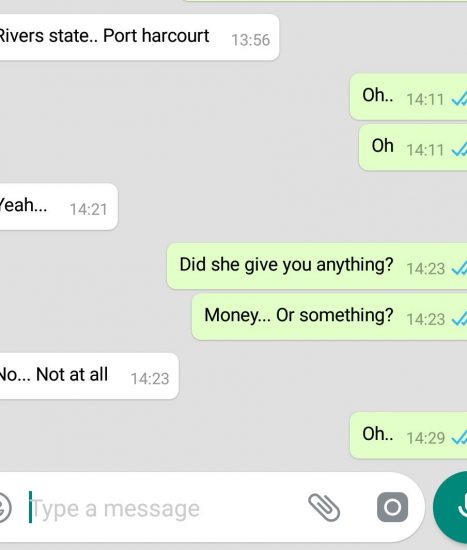 Rivers state.. Port harcourt 13:56
Oh.. 14:11
Oh 14:11
Yeah... 14:21
Did she give you anything? 14:23
Money... Or something? 14:23
No... Not at all 14:23
Oh.. 14:29
Type a message